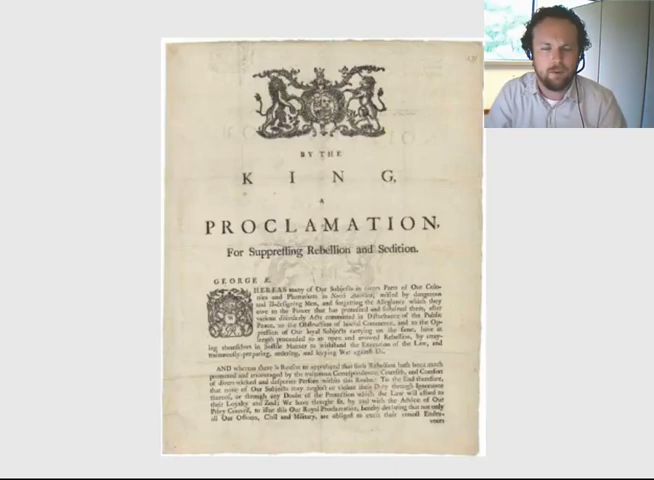 BY THE
KING,
A
PROCLAMATION,
For Suppreſſing Rebellion and Sedition.
GEORGE R.
WHEREAS many of Our Subjects in divers Parts of Our Colo-
nies and Plantations in North America, miſled by dangerous
and ill-deſigning Men, and forgetting the Allegiance which they
owe to the Power that has protected and ſuſtained them, after
various diſorderly Acts committed in Diſturbance of the Public
Peace, to the Obſtruction of lawful Commerce, and to the Op-
preſſion of Our loyal Subjects carrying on the ſame, have at
length proceeded to an open and avowed Rebellion, by array-
ing themſelves in hoſtile Manner to withſtand the Execution of the Law, and
traitorouſly preparing, ordering, and levying War againſt Us.
AND whereas there is Reaſon to apprehend that ſuch Rebellion hath been much
promoted and encouraged by the traitorous Correſpondence, Counſels, and Comfort
of divers wicked and deſperate Perſons within this Realm: To the End therefore,
that none of Our Subjects may neglect or violate their Duty through Ignorance
thereof, or through any Doubt of the Protection which the Law will afford to
their Loyalty and Zeal; We have thought fit, by and with the Advice of Our
Privy Council, to iſſue this Our Royal Proclamation, hereby declaring that not only
all Our Officers, Civil and Military, are obliged to exert their utmoſt Endea-
vours